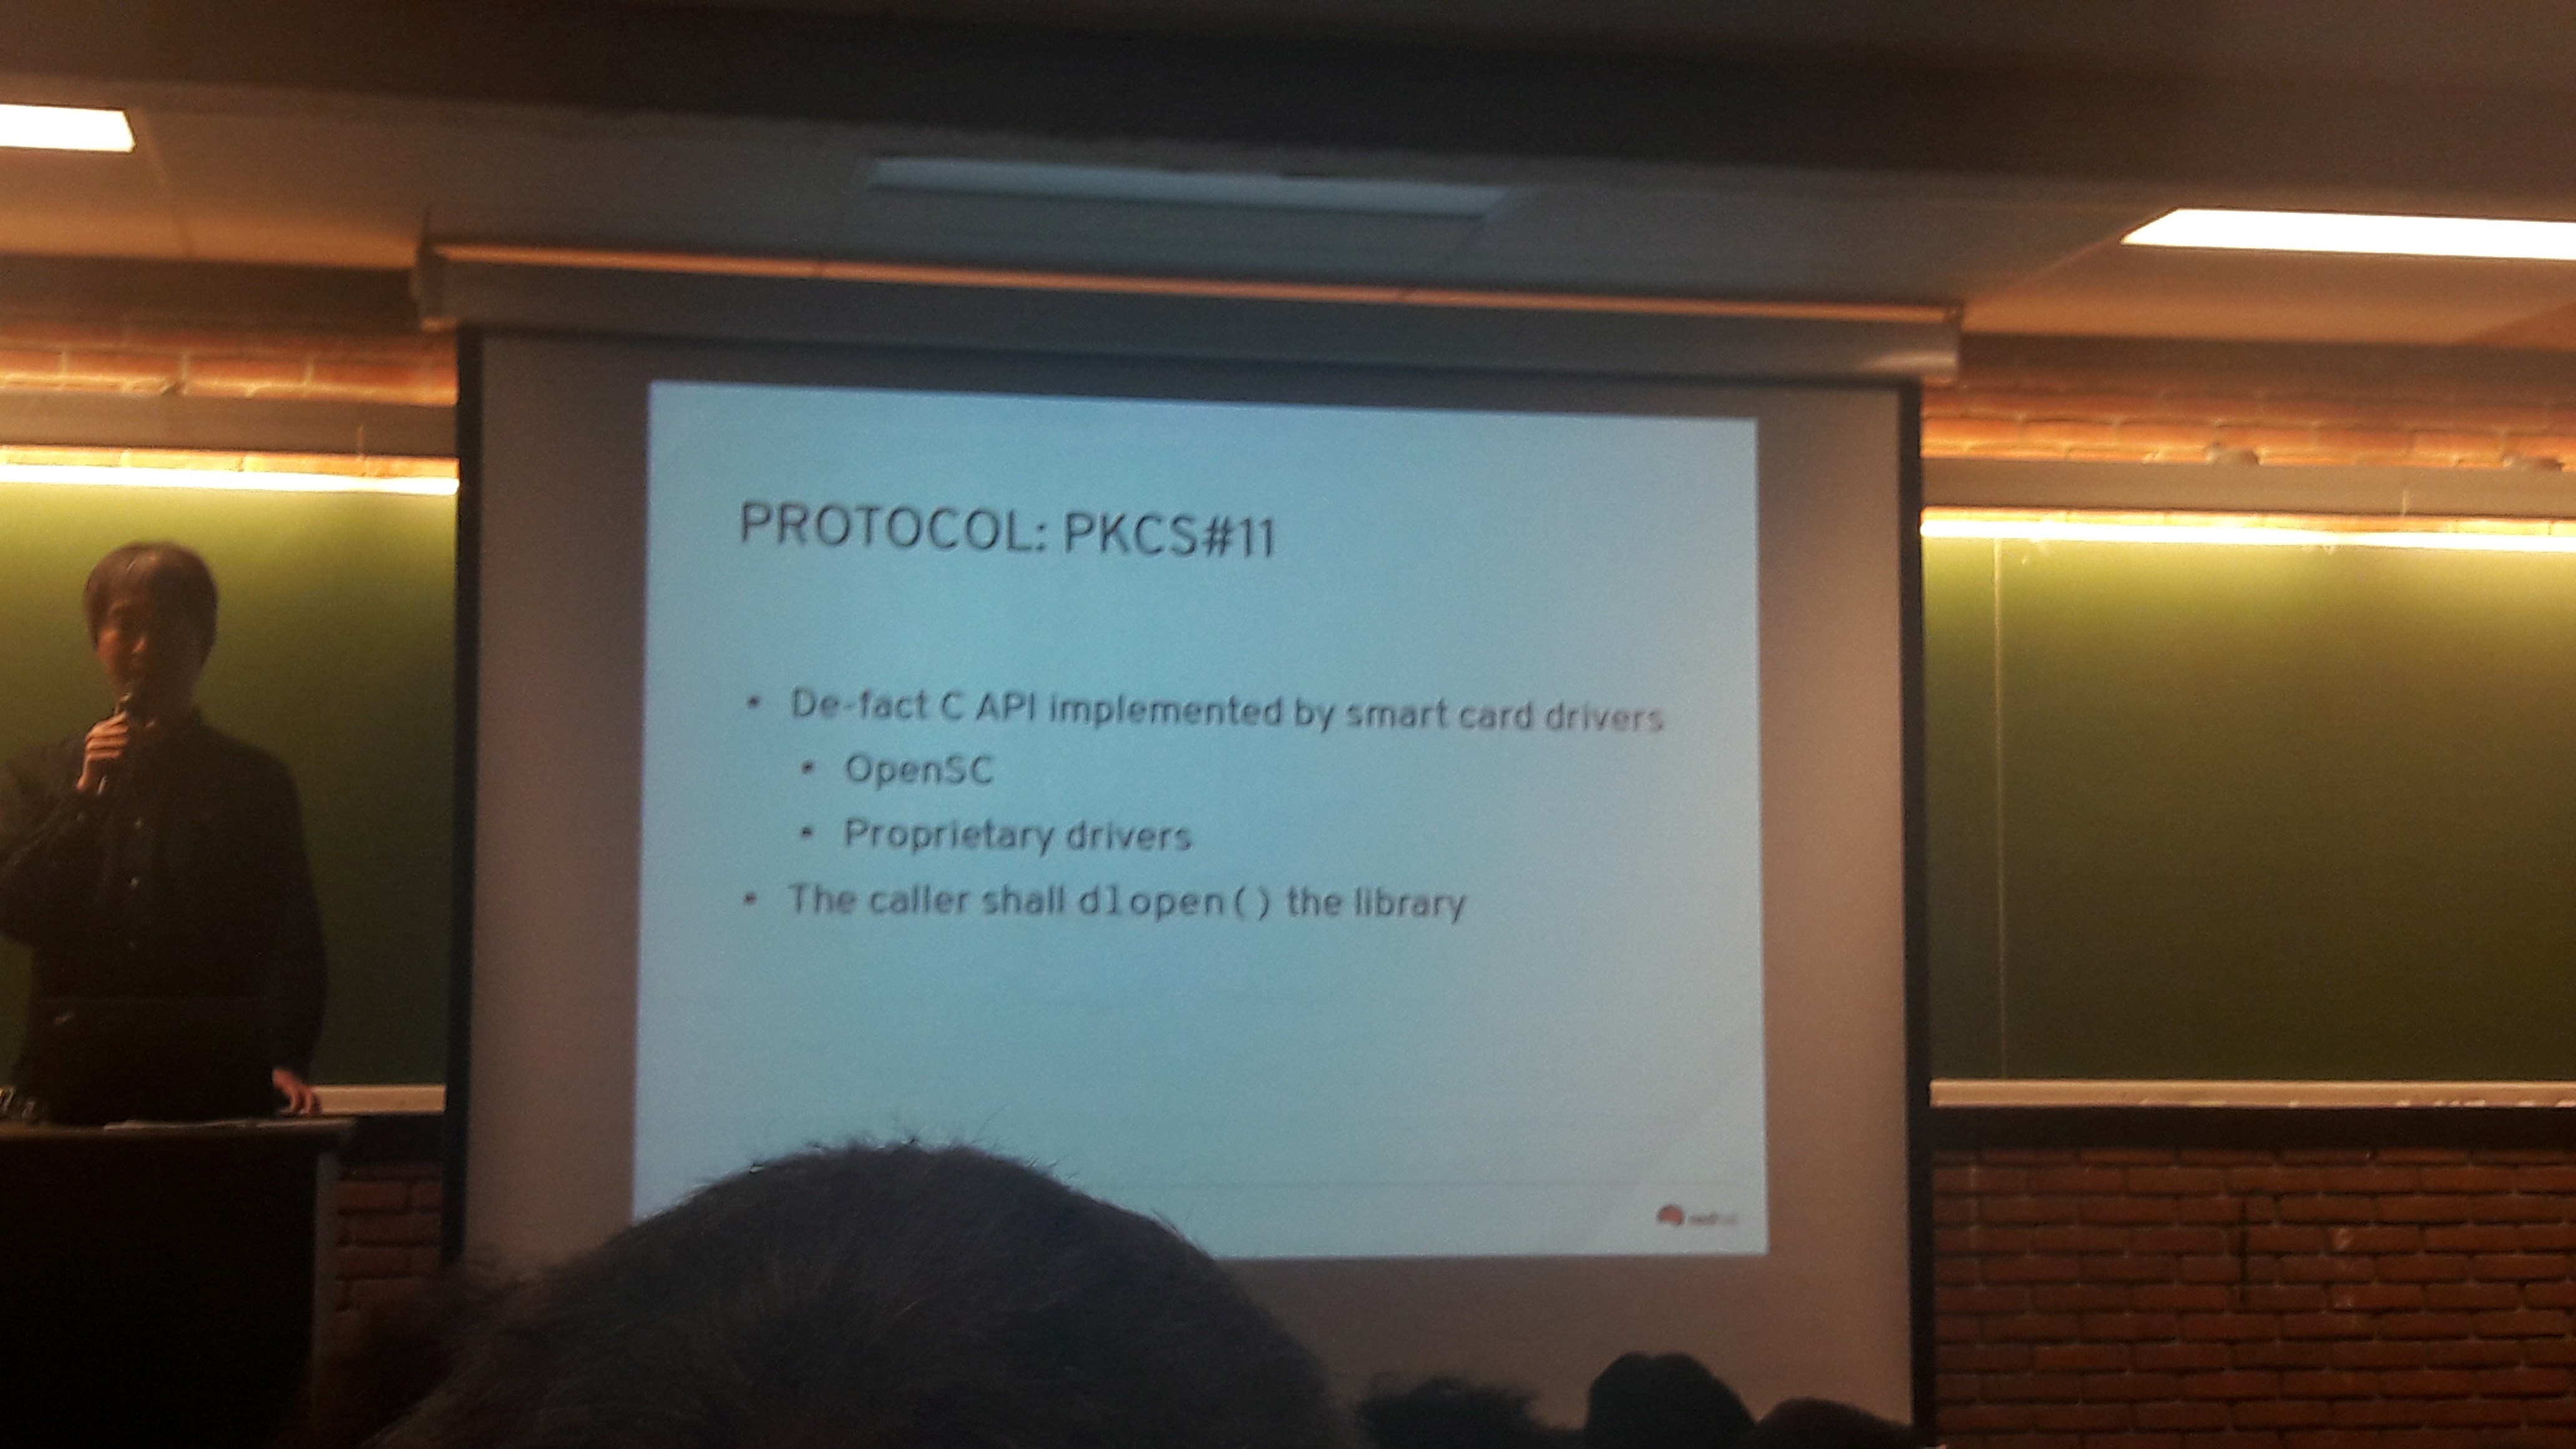 PROTOCOL: PKCS#11
• De-fact C API implemented by smart card drivers
• OpenSC
• Proprietary drivers
• The caller shall dlopen() the library